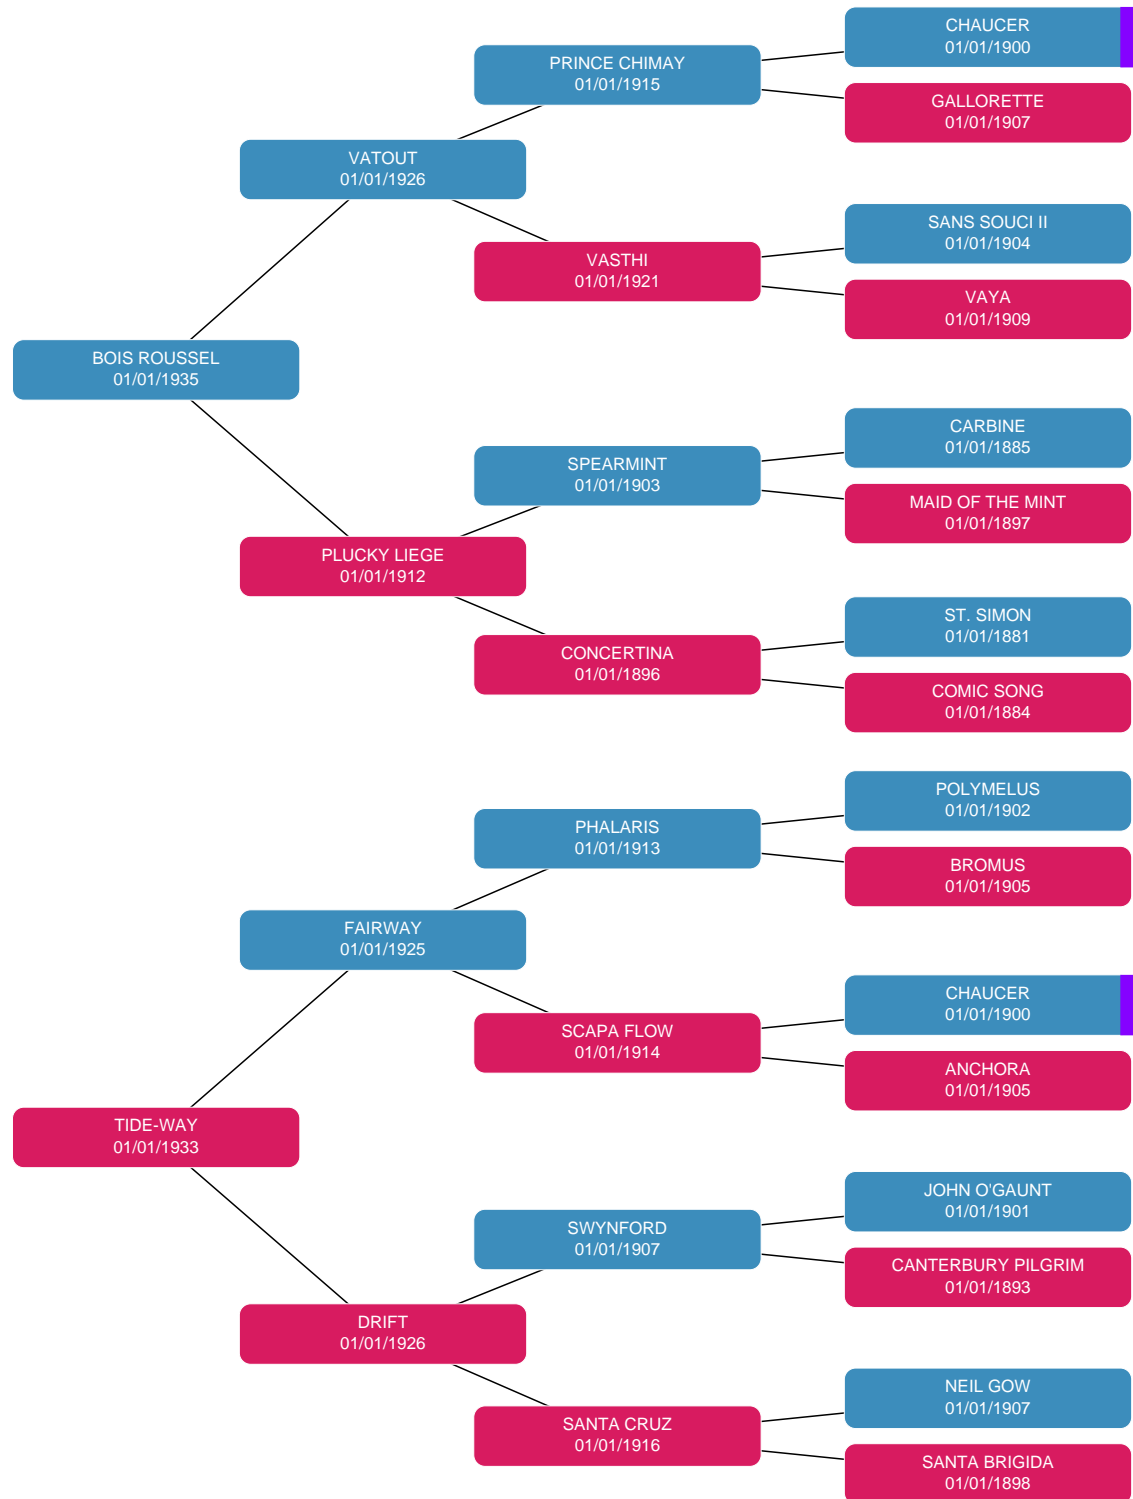 CHAUCER
01/01/1900
PRINCE CHIMAY
01/01/1915
GALLORETTE
01/01/1907
VATOUT
01/01/1926
SANS SOUCI II
01/01/1904
VASTHI
01/01/1921
VAYA
01/01/1909
BOIS ROUSSEL
01/01/1935
CARBINE
01/01/1885
SPEARMINT
01/01/1903
MAID OF THE MINT
01/01/1897
PLUCKY LIEGE
01/01/1912
ST. SIMON
01/01/1881
CONCERTINA
01/01/1896
COMIC SONG
01/01/1884
POLYMELUS
01/01/1902
PHALARIS
01/01/1913
BROMUS
01/01/1905
FAIRWAY
01/01/1925
CHAUCER
01/01/1900
SCAPA FLOW
01/01/1914
ANCHORA
01/01/1905
TIDE-WAY
01/01/1933
JOHN O'GAUNT
01/01/1901
SWYNFORD
01/01/1907
CANTERBURY PILGRIM
01/01/1893
DRIFT
01/01/1926
NEIL GOW
01/01/1907
SANTA CRUZ
01/01/1916
SANTA BRIGIDA
01/01/1898